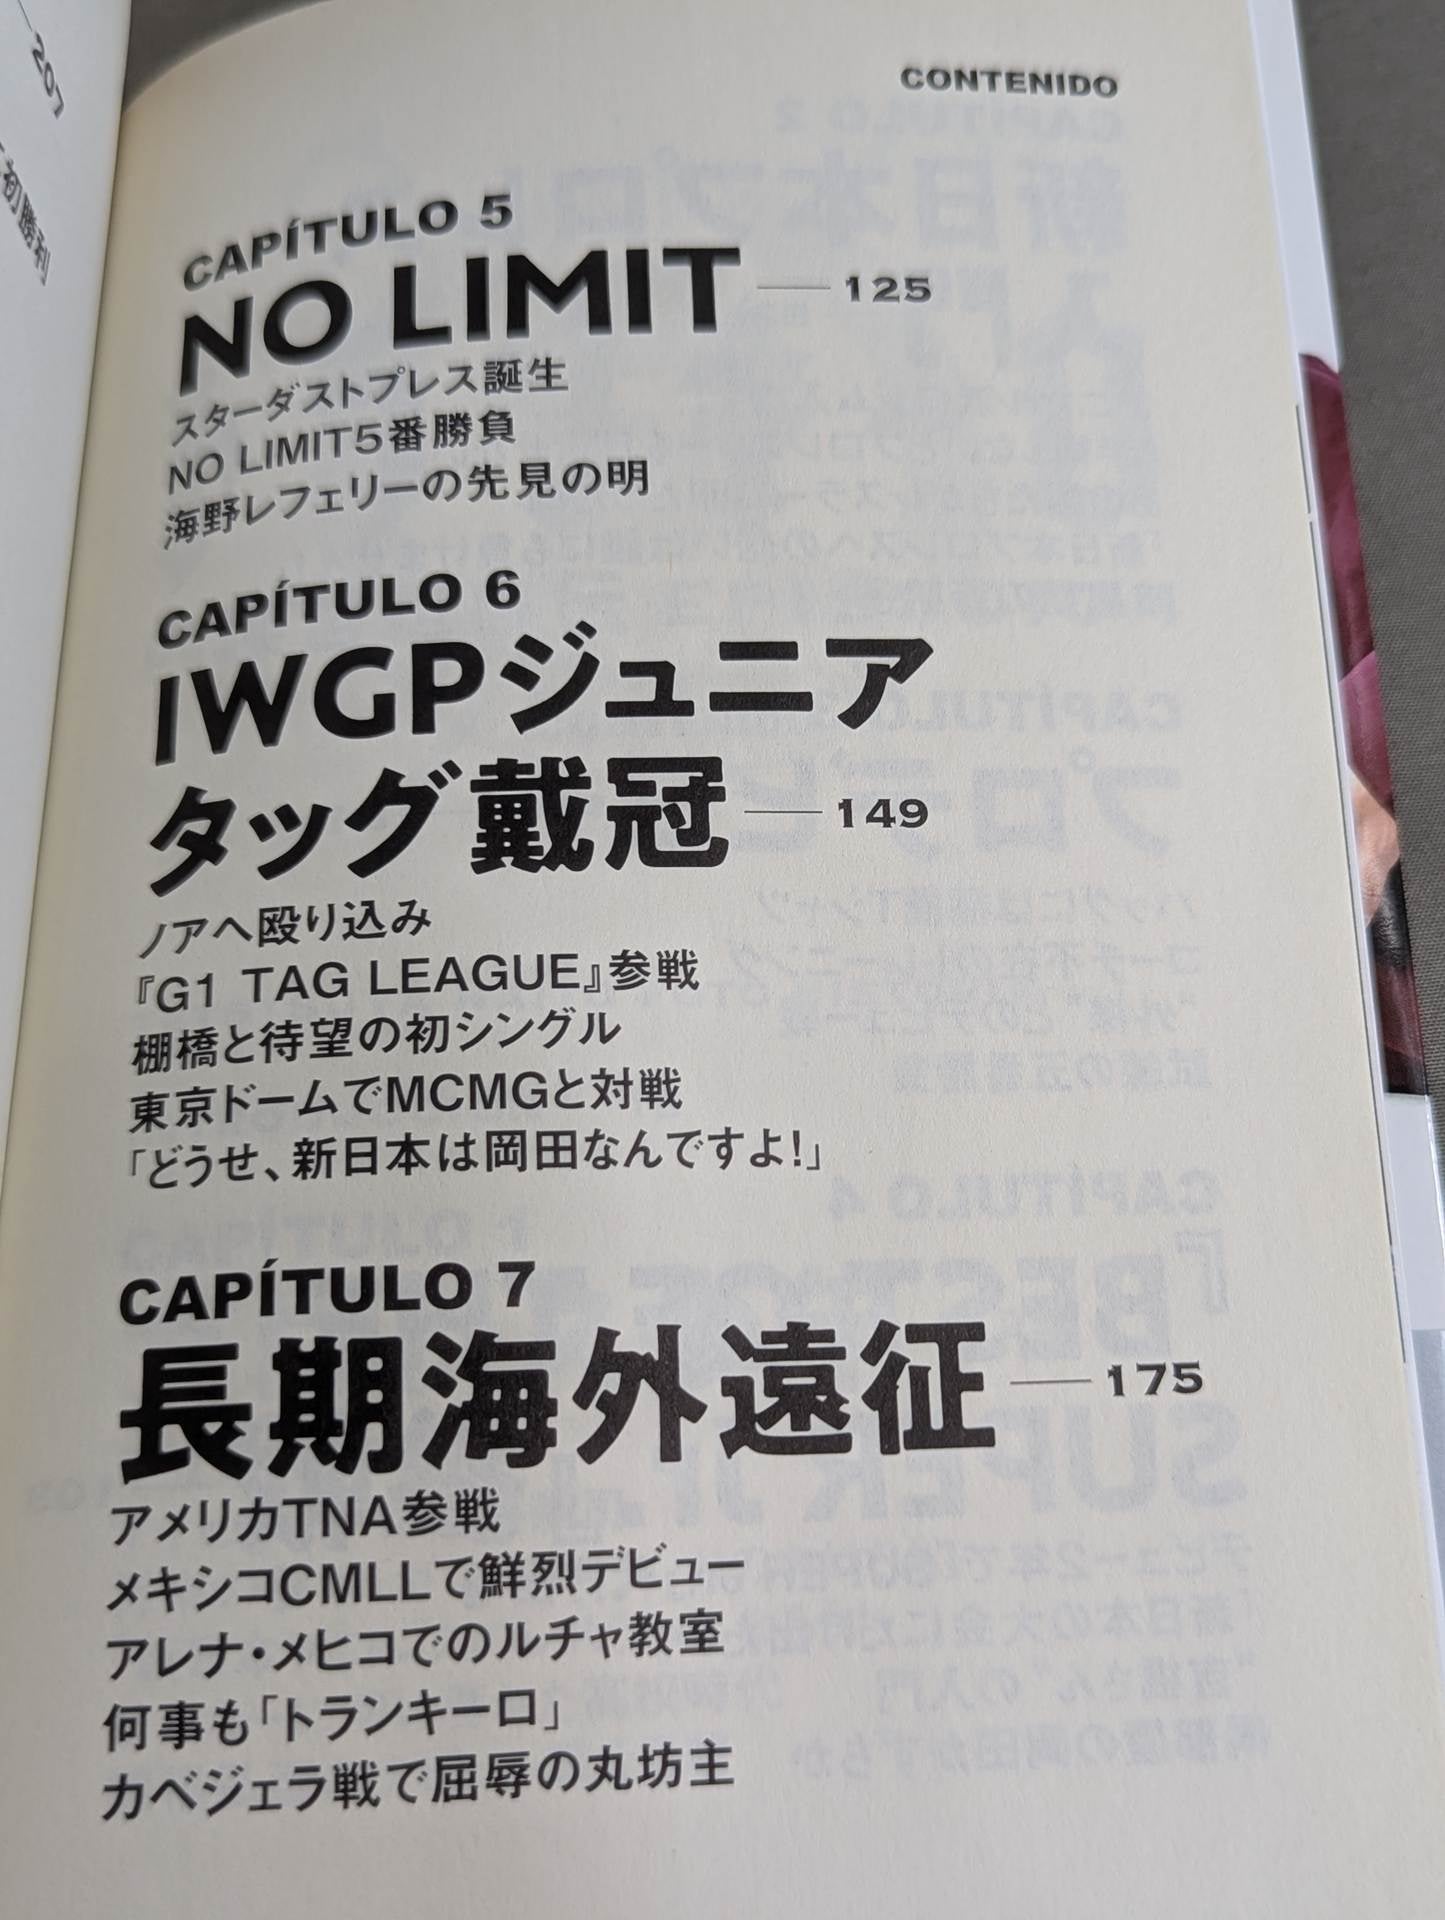 207
初勝利
CONTENIDO
CAPÍTULO 5
NO LIMIT — 125
スターダストプレス誕生
NO LIMIT5番勝負
海野レフェリーの先見の明
CAPÍTULO 6
IWGPジュニア
タッグ戴冠 — 149
ノアへ殴り込み
『G1 TAG LEAGUE』参戦
棚橋と待望の初シングル
東京ドームでMCMGと対戦
「どうせ、新日本は岡田なんですよ!」
CAPÍTULO 7
長期海外遠征 — 175
アメリカTNA参戦
メキシコCMLLで鮮烈デビュー
アレナ・メヒコでのルチャ教室
何事も「トランキーロ」
カベジェラ戦で屈辱の丸坊主